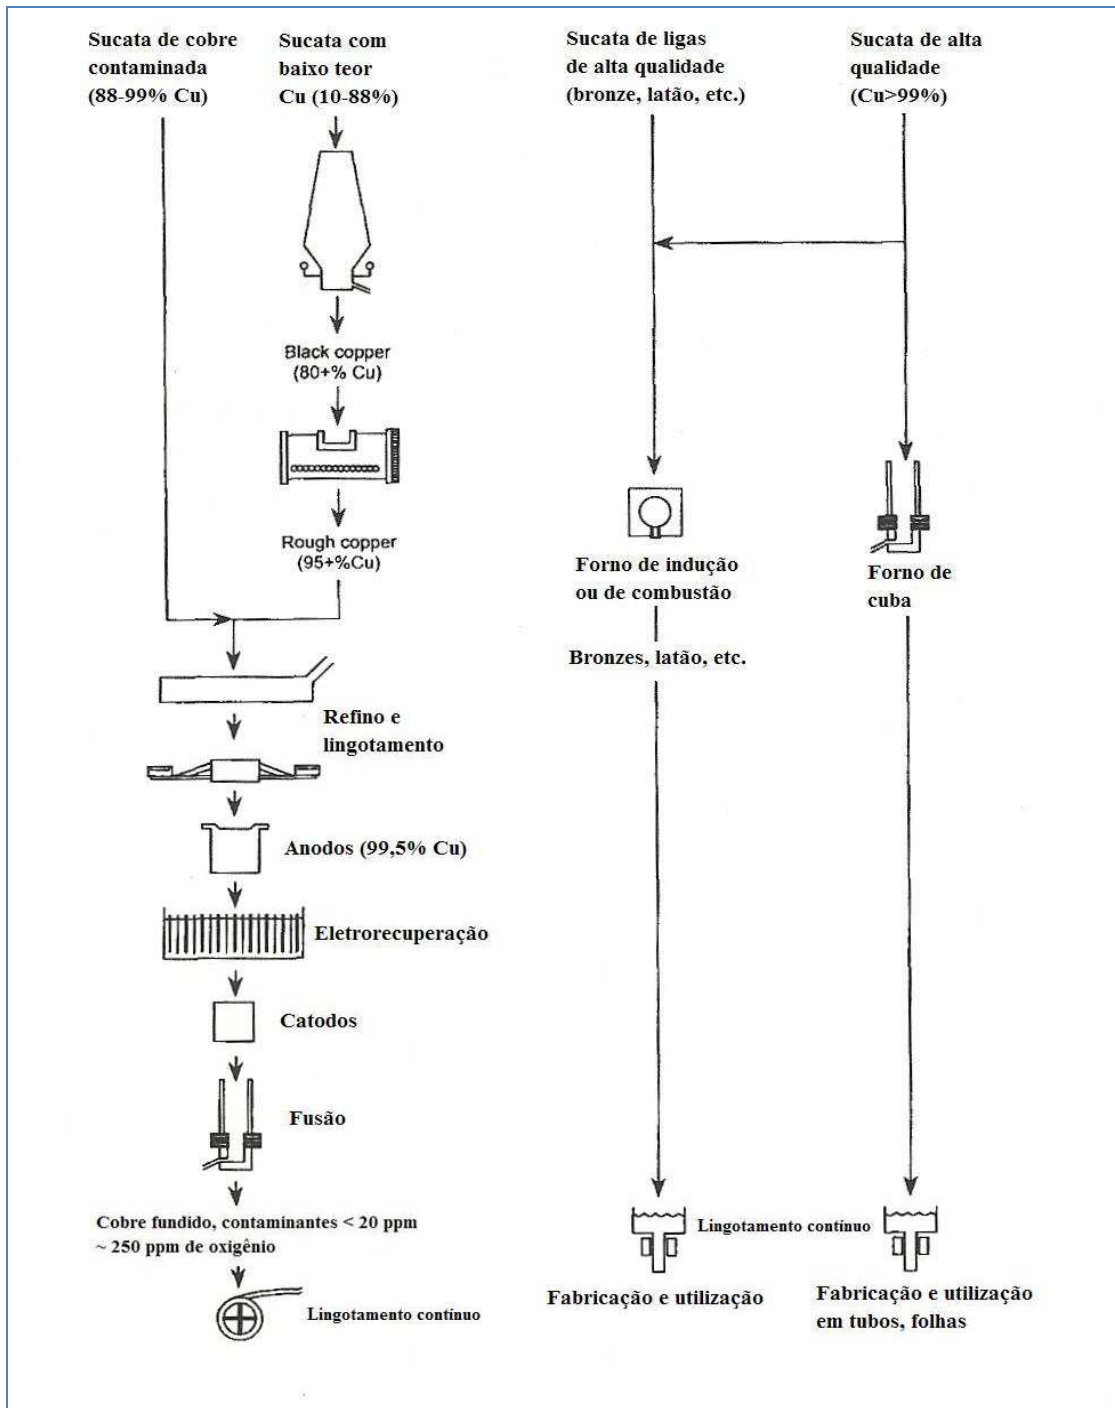 Sucata de cobre
contaminada
(88-99% Cu)
Sucata com
baixo teor
Cu (10-88%)
Sucata de ligas
de alta qualidade
(bronze, latão, etc.)
Sucata de alta
qualidade
(Cu>99%)
Black copper
(80+% Cu)
Rough copper
(95+%Cu)
Forno de indução
ou de combustão
Forno de
cuba
Bronzes, latão, etc.
Refino e
lingotamento
Anodos (99,5% Cu)
Eletrorecuperação
Catodos
Fusão
Cobre fundido, contaminantes < 20 ppm
~ 250 ppm de oxigênio
Lingotamento contínuo
Lingotamento contínuo
Fabricação e utilização
Fabricação e utilização
em tubos, folhas